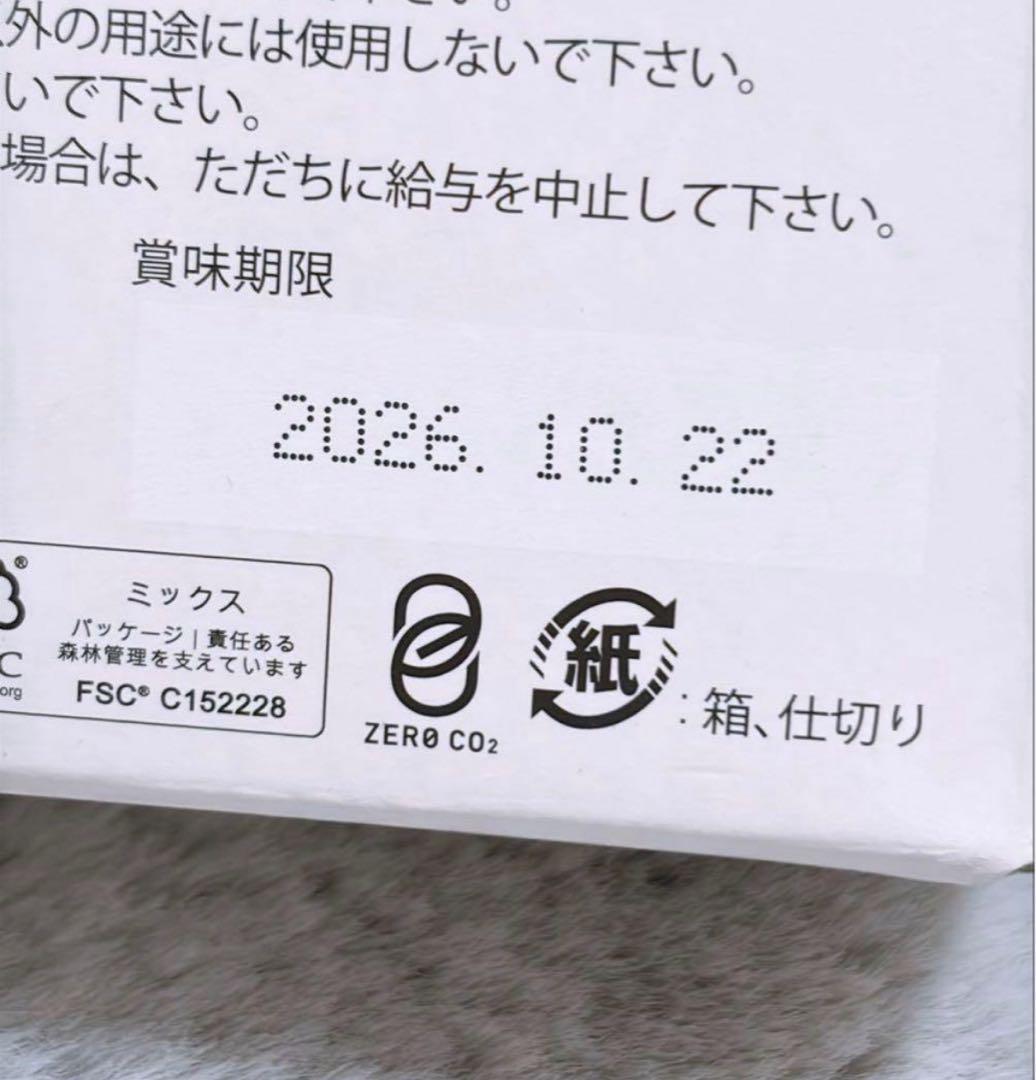 外の用途には使用しないで下さい。
いで下さい。
場合は、ただちに給与を中止して下さい。
賞味期限
2026. 10. 22
®
ミックス
パッケージ | 責任ある
森林管理を支えています
FSC® C152228
C
org
ZERO CO₂
紙
：箱、仕切り